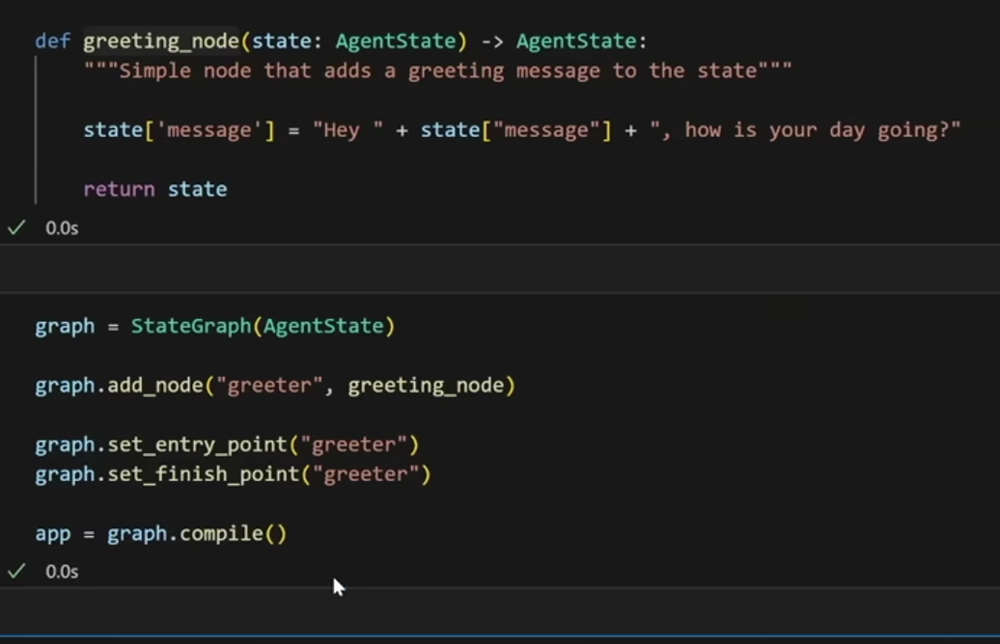 def greeting_node(state: AgentState) -> AgentState:
"""Simple node that adds a greeting message to the state"""
state['message'] = "Hey " + state["message"] + ", how is your day going?"
return state
0.0s
graph = StateGraph(AgentState)
graph.add_node("greeter", greeting_node)
graph.set_entry_point("greeter")
graph.set_finish_point("greeter")
app = graph.compile()
0.0s